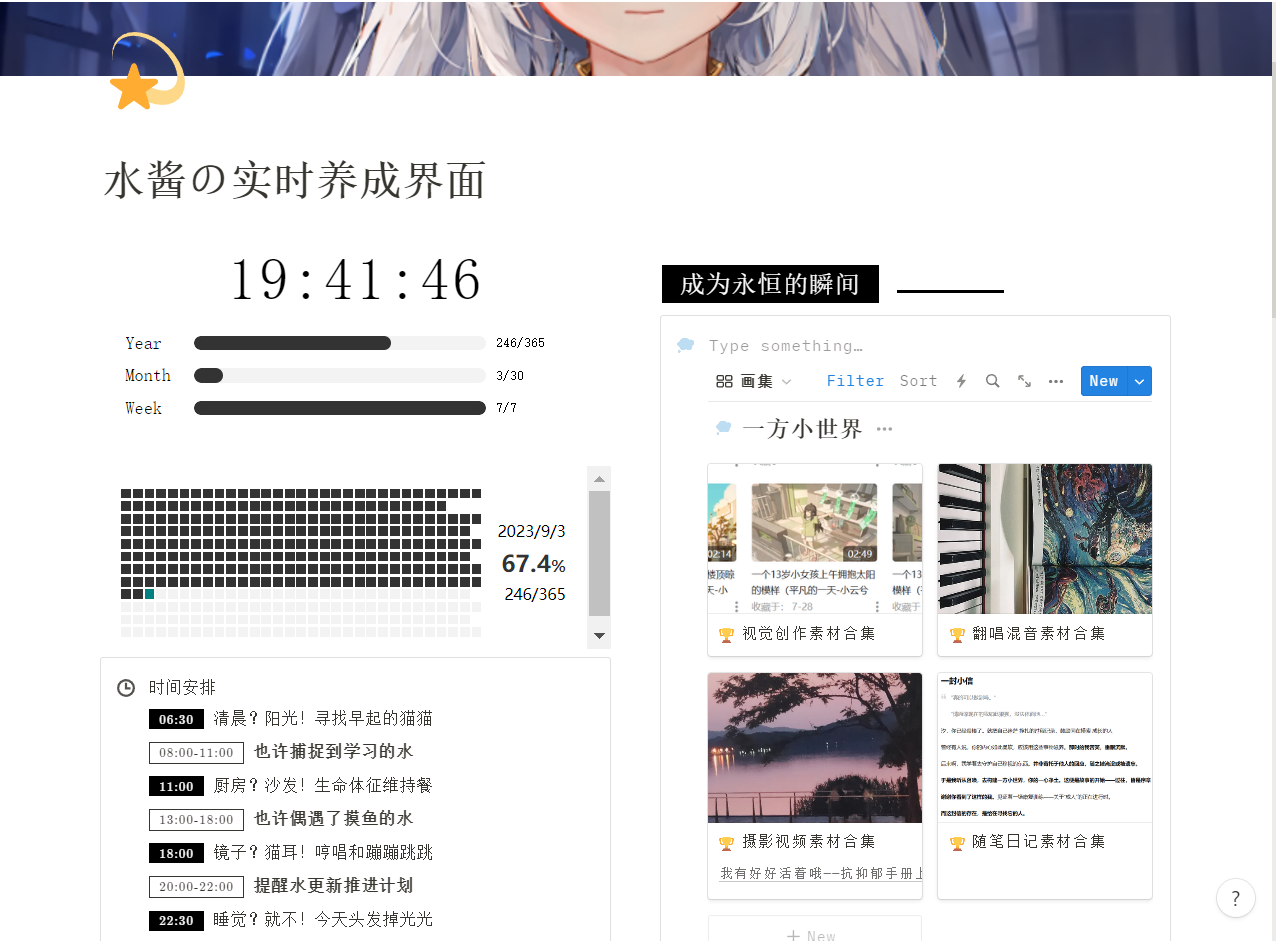 水酱の实时养成界面
19:41:46
Year 246/365
Month 3/30
Week 7/7
2023/9/3
67.4%
246/365
时间安排
06:30 清晨？阳光！寻找早起的猫猫
08:00-11:00 也许捕捉到学习的水
11:00 厨房？沙发！生命体征维持餐
13:00-18:00 也许偶遇了摸鱼的水
18:00 镜子？猫耳！哼唱和蹦蹦跳跳
20:00-22:00 提醒水更新推进计划
22:30 睡觉？就不！今天头发掉光光
成为永恒的瞬间
Type something…
画集 Filter Sort New
一方小世界
02:14 02:49
一个13岁小女孩上午拥抱太阳
的模样（平凡的一天-小云兮
收藏于： 7-28
收藏于
视觉创作素材合集
翻唱混音素材合集
摄影视频素材合集
我有好好活着哦——抗抑郁手册上
一封小信
随笔日记素材合集
+ New
?